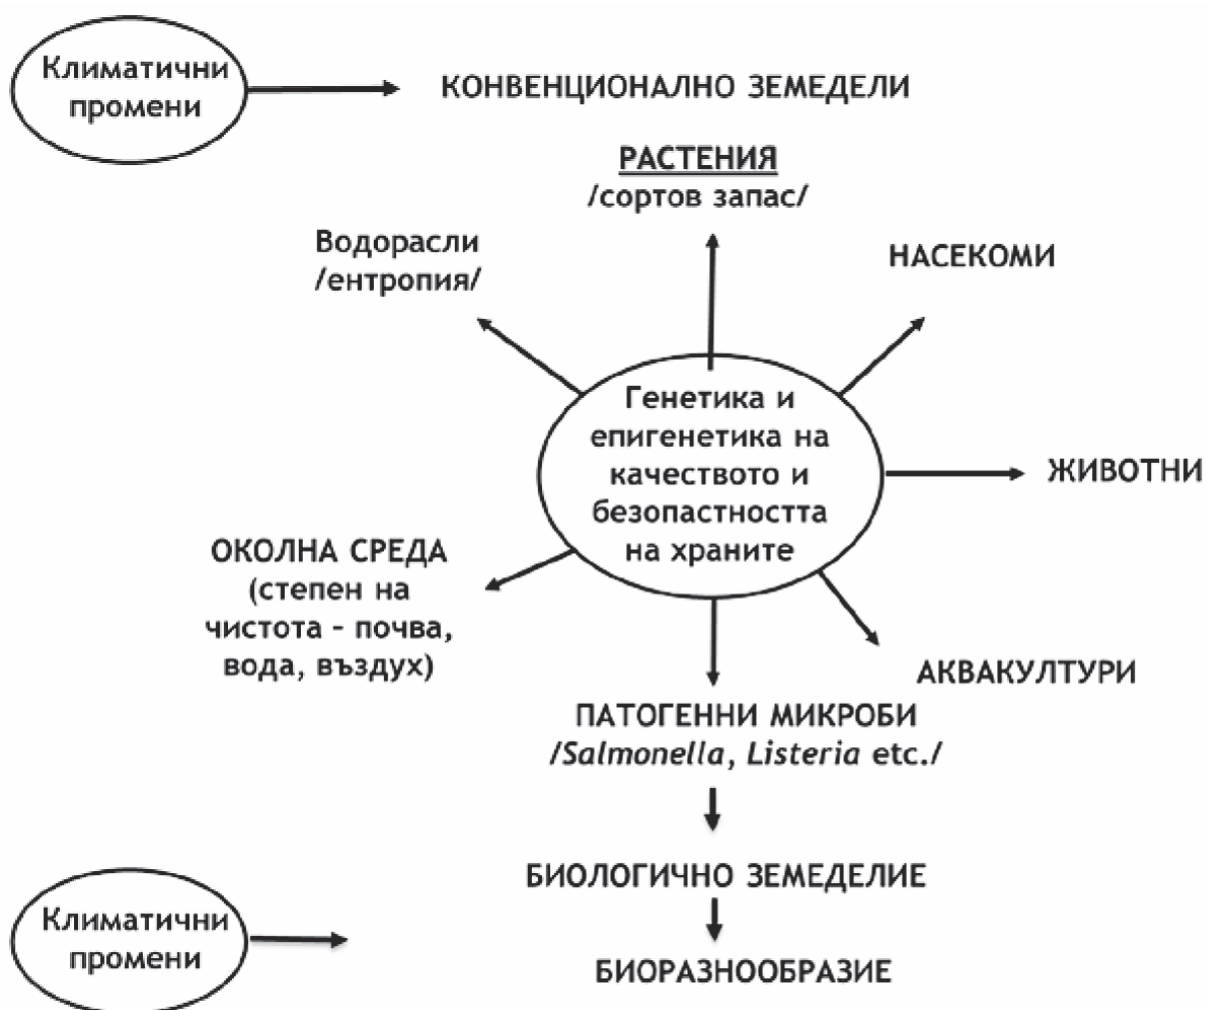 Климатични
промени
КОНВЕНЦИОНАЛНО ЗЕМЕДЕЛИ
РАСТЕНИЯ
/сортов запас/
Водорасли
/ентропия/
НАСЕКОМИ
Генетика и
епигенетика на
качеството и
безопастността
на храните
ЖИВОТНИ
ОКОЛНА СРЕДА
(степен на
чистота - почва,
вода, въздух)
АКВАКУЛТУРИ
ПАТОГЕННИ МИКРОБИ
/Salmonella, Listeria etc./
БИОЛОГИЧНО ЗЕМЕДЕЛИЕ
Климатични
промени
БИОРАЗНООБРАЗИЕ